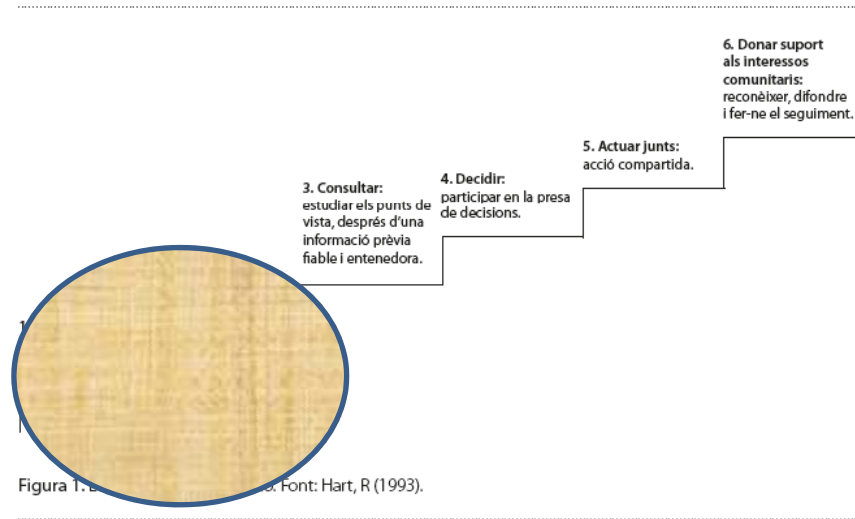 6. Donar suport
als interessos
comunitaris:
reconèixer, difondre
i fer-ne el seguiment.
5. Actuar junts:
acció compartida.
4. Decidir:
participar en la presa
de decisions.
3. Consultar:
estudiar els punts de
vista, després d'una
informació prèvia
fiable i entenedora.
1
Figura 1. Font: Hart, R (1993).